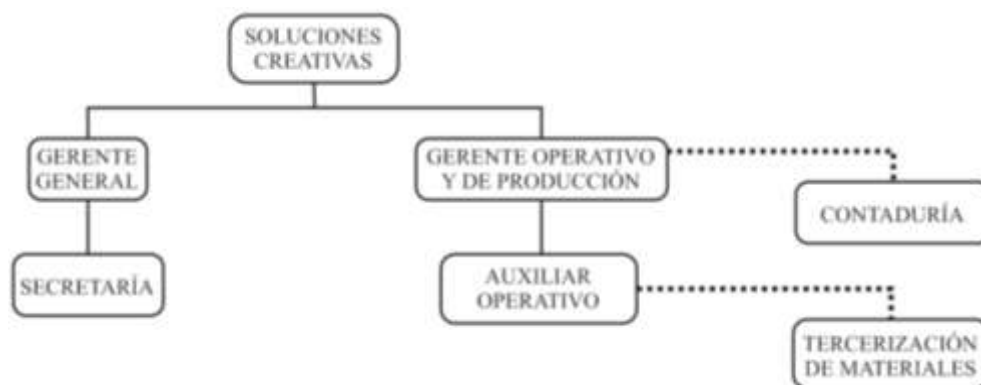 SOLUCIONES
CREATIVAS
GERENTE
GENERAL
GERENTE OPERATIVO
Y DE PRODUCCIÓN
CONTADURÍA
SECRETARÍA
AUXILIAR
OPERATIVO
TERCERIZACIÓN
DE MATERIALES